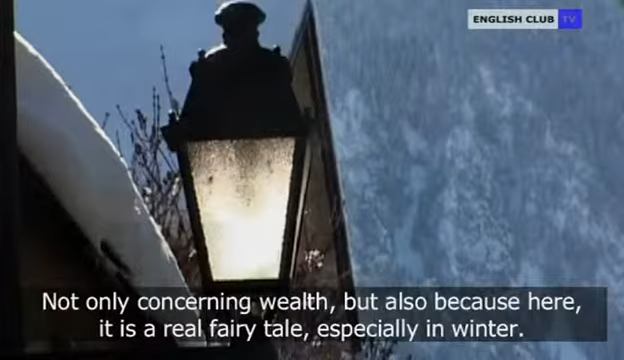 ENGLISH CLUB TV
Not only concerning wealth, but also because here,
it is a real fairy tale, especially in winter.